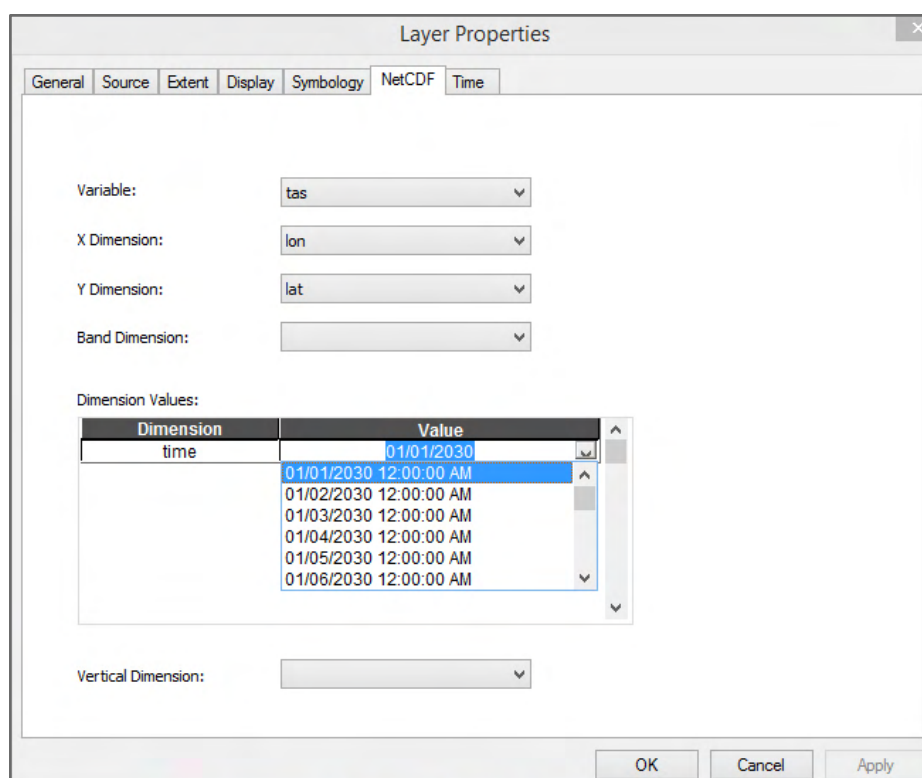 Layer Properties
General Source Extent Display Symbology NetCDF Time
Variable: tas
X Dimension: lon
Y Dimension: lat
Band Dimension:
Dimension Values:
Dimension Value
time 01/01/2030
01/01/2030 12:00:00 AM
01/02/2030 12:00:00 AM
01/03/2030 12:00:00 AM
01/04/2030 12:00:00 AM
01/05/2030 12:00:00 AM
01/06/2030 12:00:00 AM
Vertical Dimension:
OK Cancel Apply